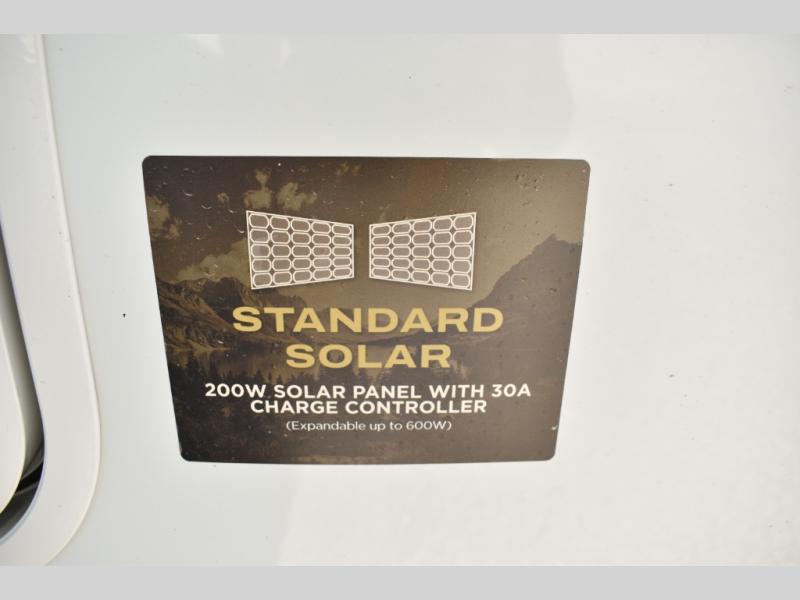 STANDARD
SOLAR
200W SOLAR PANEL WITH 30A
CHARGE CONTROLLER
(Expandable up to 600W)